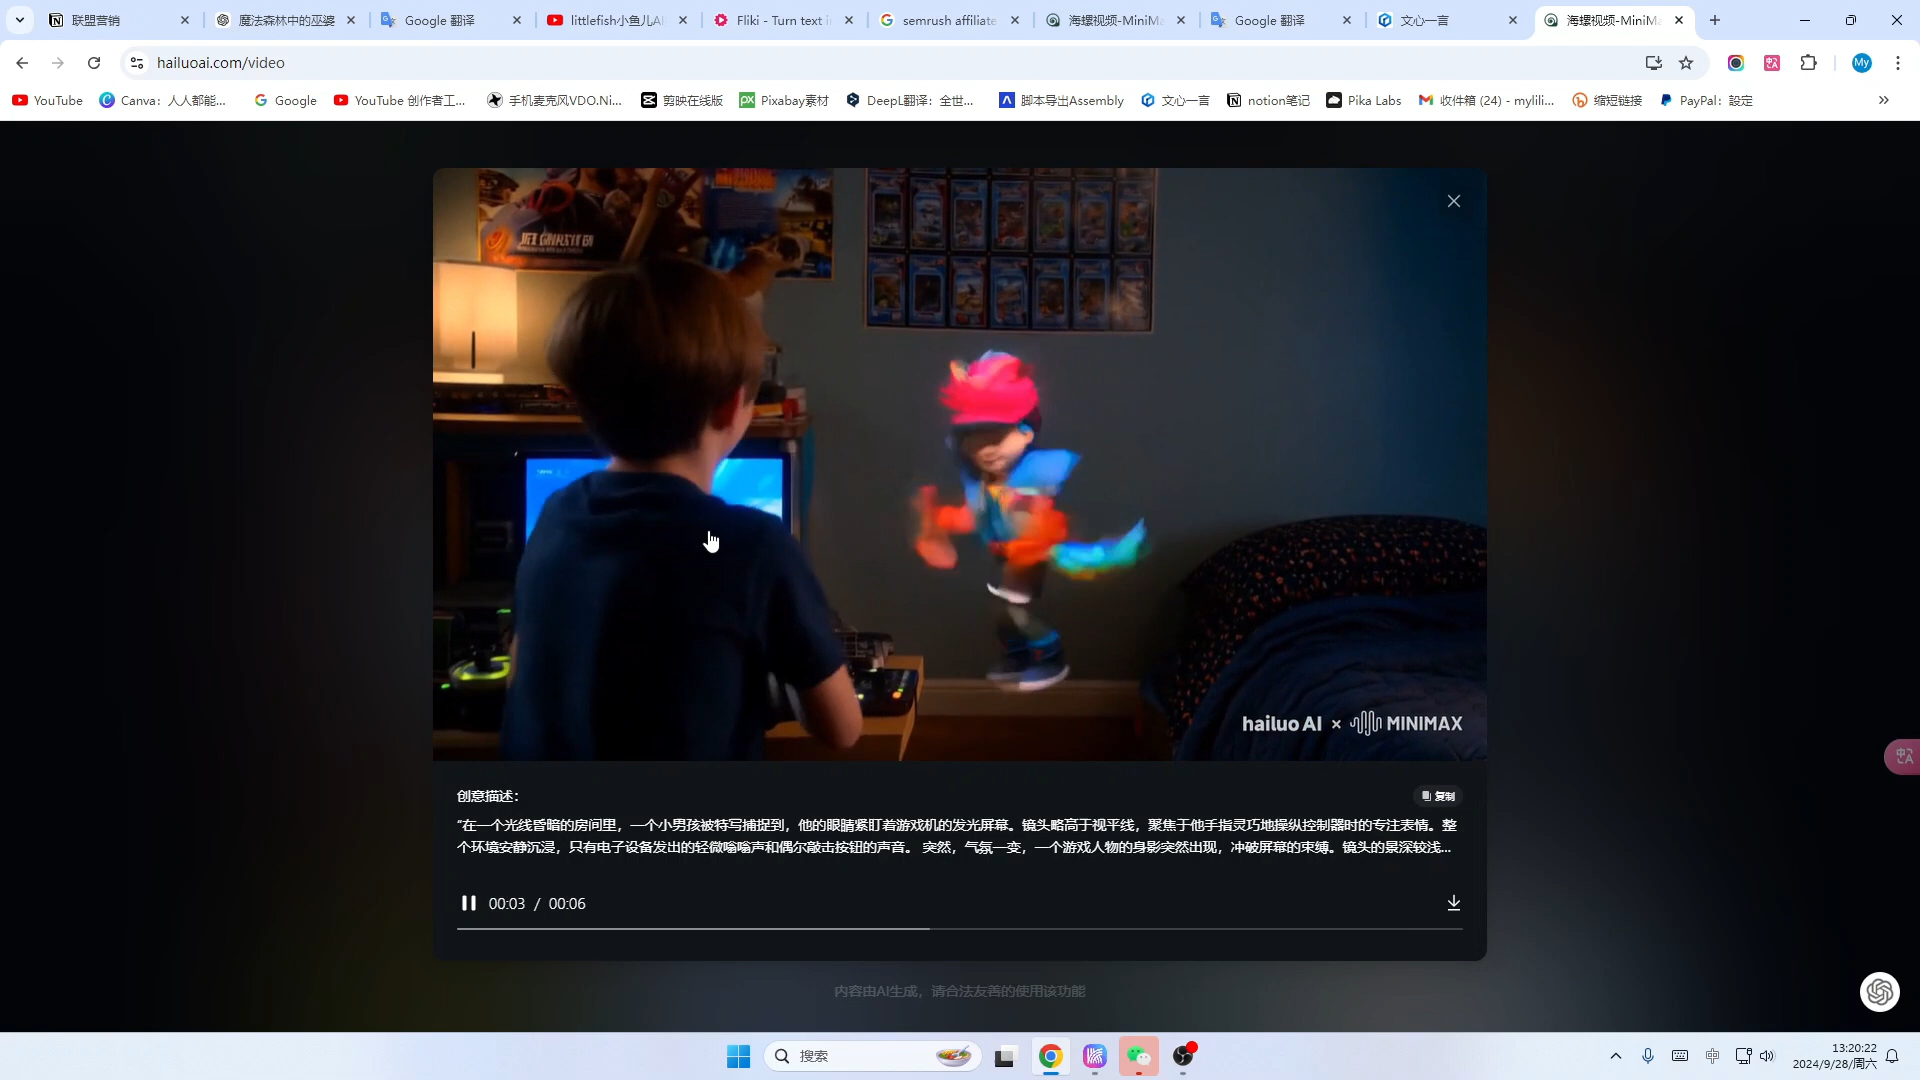 联盟营销
魔法森林中的巫婆
Google 翻译
littlefish小鱼儿AI
Fliki - Turn text i
semrush affiliate
海螺视频-MiniMa
Google 翻译
文心一言
海螺视频-MiniMa
hailuoai.com/video
My
YouTube
Canva：人人都能...
Google
YouTube 创作者工...
手机麦克风VDO.Ni...
剪映在线版
Pixabay素材
DeepL翻译：全世...
脚本导出Assembly
文心一言
notion笔记
Pika Labs
收件箱 (24) - mylili...
缩短链接
PayPal：設定
hailuo AI × MINIMAX
创意描述：
复制
“在一个光线昏暗的房间里，一个小男孩被特写捕捉到，他的眼睛紧盯着游戏机的发光屏幕。镜头略高于视平线，聚焦于他手指灵巧地操纵控制器时的专注表情。整
个环境安静沉浸，只有电子设备发出的轻微嗡嗡声和偶尔敲击按钮的声音。 突然，气氛一变，一个游戏人物的身影突然出现，冲破屏幕的束缚。镜头的景深较浅...
00:03 / 00:06
内容由AI生成，请合法友善的使用该功能
搜索
中
13:20:22
2024/9/28/周六